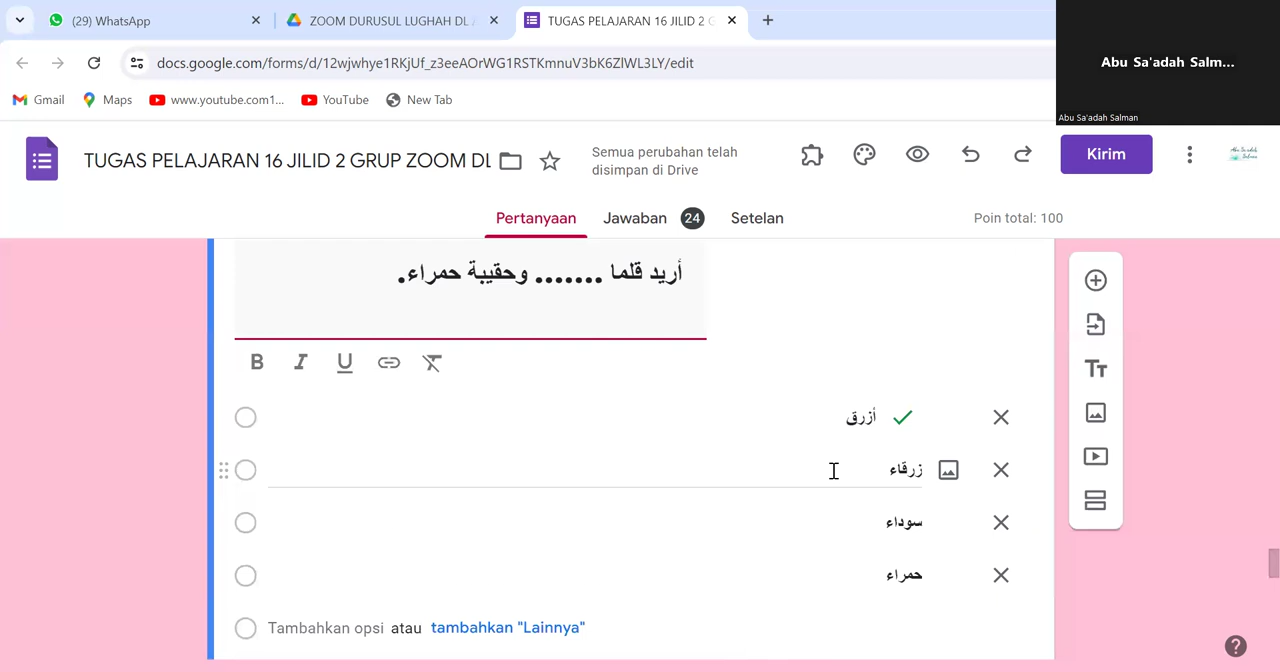 (29) WhatsApp
ZOOM DURUSUL LUGHAH DL
TUGAS PELAJARAN 16 JILID 2 G
docs.google.com/forms/d/12wjwhye1RKjUf_z3eeAOrWG1RSTKmnuV3bK6ZlWL3LY/edit
Gmail
Maps
www.youtube.com1...
YouTube
New Tab
Abu Sa'adah Salm...
Abu Sa'adah Salman
TUGAS PELAJARAN 16 JILID 2 GRUP ZOOM DL
Semua perubahan telah
disimpan di Drive
Kirim
Pertanyaan
Jawaban 24
Setelan
Poin total: 100
أريد قلما ....... وحقيبة حمراء.
B I U
أزرق
زرقاء
سوداء
حمراء
Tambahkan opsi atau tambahkan "Lainnya"